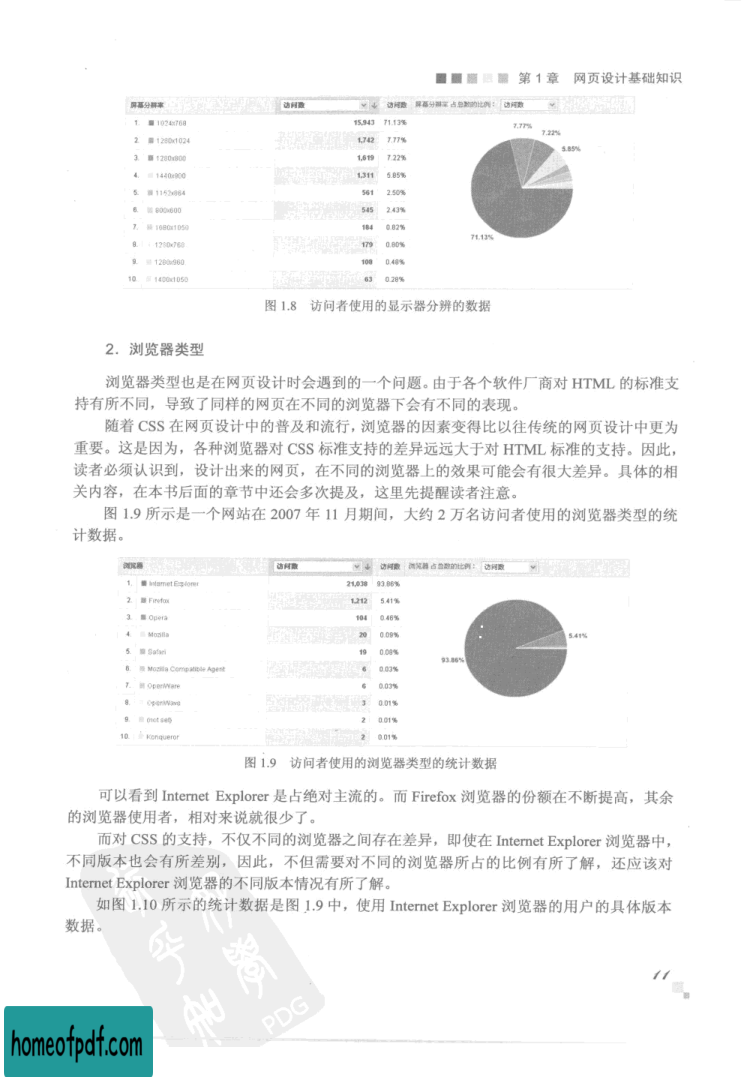 第 1 章 网页设计基础知识
屏幕分辨率 访问数 访问数 屏幕分辨率 占总数的比例： 访问数
1. 1024x768 15,943 71.13%
2. 1280x1024 1,742 7.77%
3. 1280x800 1,619 7.22%
4. 1440x900 1,311 5.85%
5. 1152x864 561 2.50%
6. 800x600 545 2.43%
7. 1680x1050 184 0.82%
8. 179 0.80%
9. 1280x960 108 0.48%
10. 1400x1050 63 0.28%
7.77%
7.22%
5.85%
71.13%
图 1.8 访问者使用的显示器分辨的数据
2．浏览器类型
浏览器类型也是在网页设计时会遇到的一个问题。由于各个软件厂商对 HTML 的标准支
持有所不同，导致了同样的网页在不同的浏览器下会有不同的表现。
随着 CSS 在网页设计中的普及和流行，浏览器的因素变得比以往传统的网页设计中更为
重要。这是因为，各种浏览器对 CSS 标准支持的差异远远大于对 HTML 标准的支持。因此，
读者必须认识到，设计出来的网页，在不同的浏览器上的效果可能会有很大差异。具体的相
关内容，在本书后面的章节中还会多次提及，这里先提醒读者注意。
图 1.9 所示是一个网站在 2007 年 11 月期间，大约 2 万名访问者使用的浏览器类型的统
计数据。
浏览器 访问数 访问数 浏览器 占总数的比例： 访问数
1. Internet Explorer 21,038 93.86%
2. Firefox 1,212 5.41%
3. Opera 104 0.46%
4. Mozilla 20 0.09%
5. Safari 19 0.08%
6. Mozilla Compatible Agent 6 0.03%
7. 6 0.03%
8. 3 0.01%
9. (not set) 2 0.01%
10. Konqueror 2 0.01%
5.41%
93.86%
图 1.9 访问者使用的浏览器类型的统计数据
可以看到 Internet Explorer 是占绝对主流的。而 Firefox 浏览器的份额在不断提高，其余
的浏览器使用者，相对来说就很少了。
而对 CSS 的支持，不仅不同的浏览器之间存在差异，即使在 Internet Explorer 浏览器中，
不同版本也会有所差别，因此，不但需要对不同的浏览器所占的比例有所了解，还应该对
Internet Explorer 浏览器的不同版本情况有所了解。
如图 1.10 所示的统计数据是图 1.9 中，使用 Internet Explorer 浏览器的用户的具体版本
数据。
11
PDG
homeofpdf.com